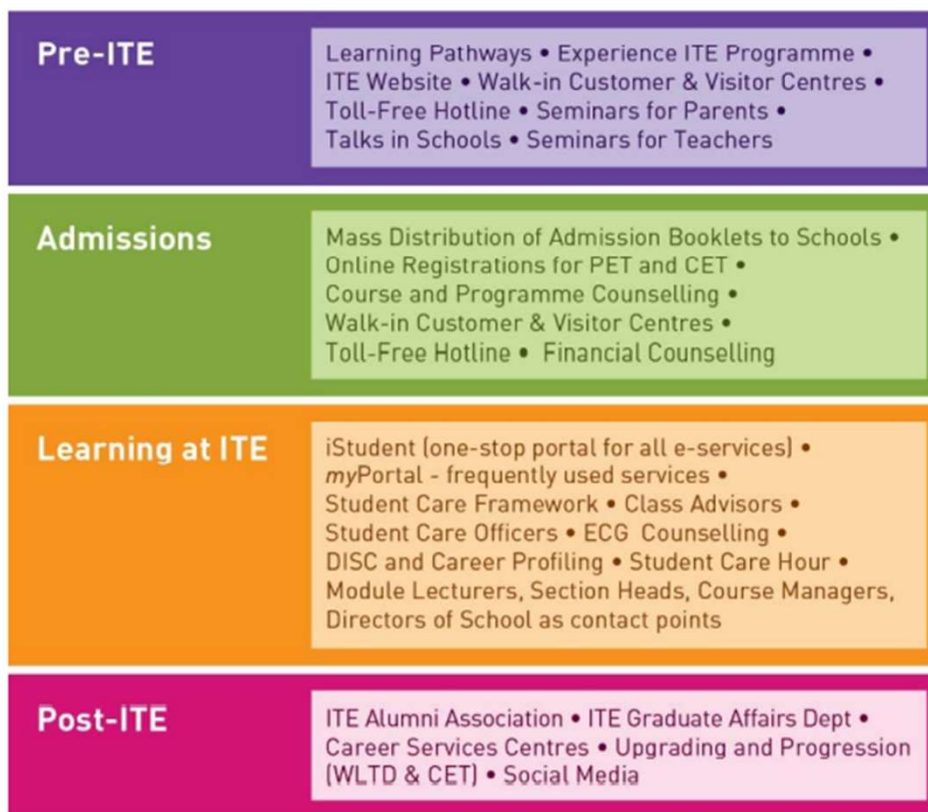 Pre-ITE
Learning Pathways • Experience ITE Programme •
ITE Website • Walk-in Customer & Visitor Centres •
Toll-Free Hotline • Seminars for Parents •
Talks in Schools • Seminars for Teachers
Admissions
Mass Distribution of Admission Booklets to Schools •
Online Registrations for PET and CET •
Course and Programme Counselling •
Walk-in Customer & Visitor Centres •
Toll-Free Hotline • Financial Counselling
Learning at ITE
iStudent (one-stop portal for all e-services) •
myPortal - frequently used services •
Student Care Framework • Class Advisors •
Student Care Officers • ECG Counselling •
DISC and Career Profiling • Student Care Hour •
Module Lecturers, Section Heads, Course Managers,
Directors of School as contact points
Post-ITE
ITE Alumni Association • ITE Graduate Affairs Dept •
Career Services Centres • Upgrading and Progression
(WLTD & CET) • Social Media